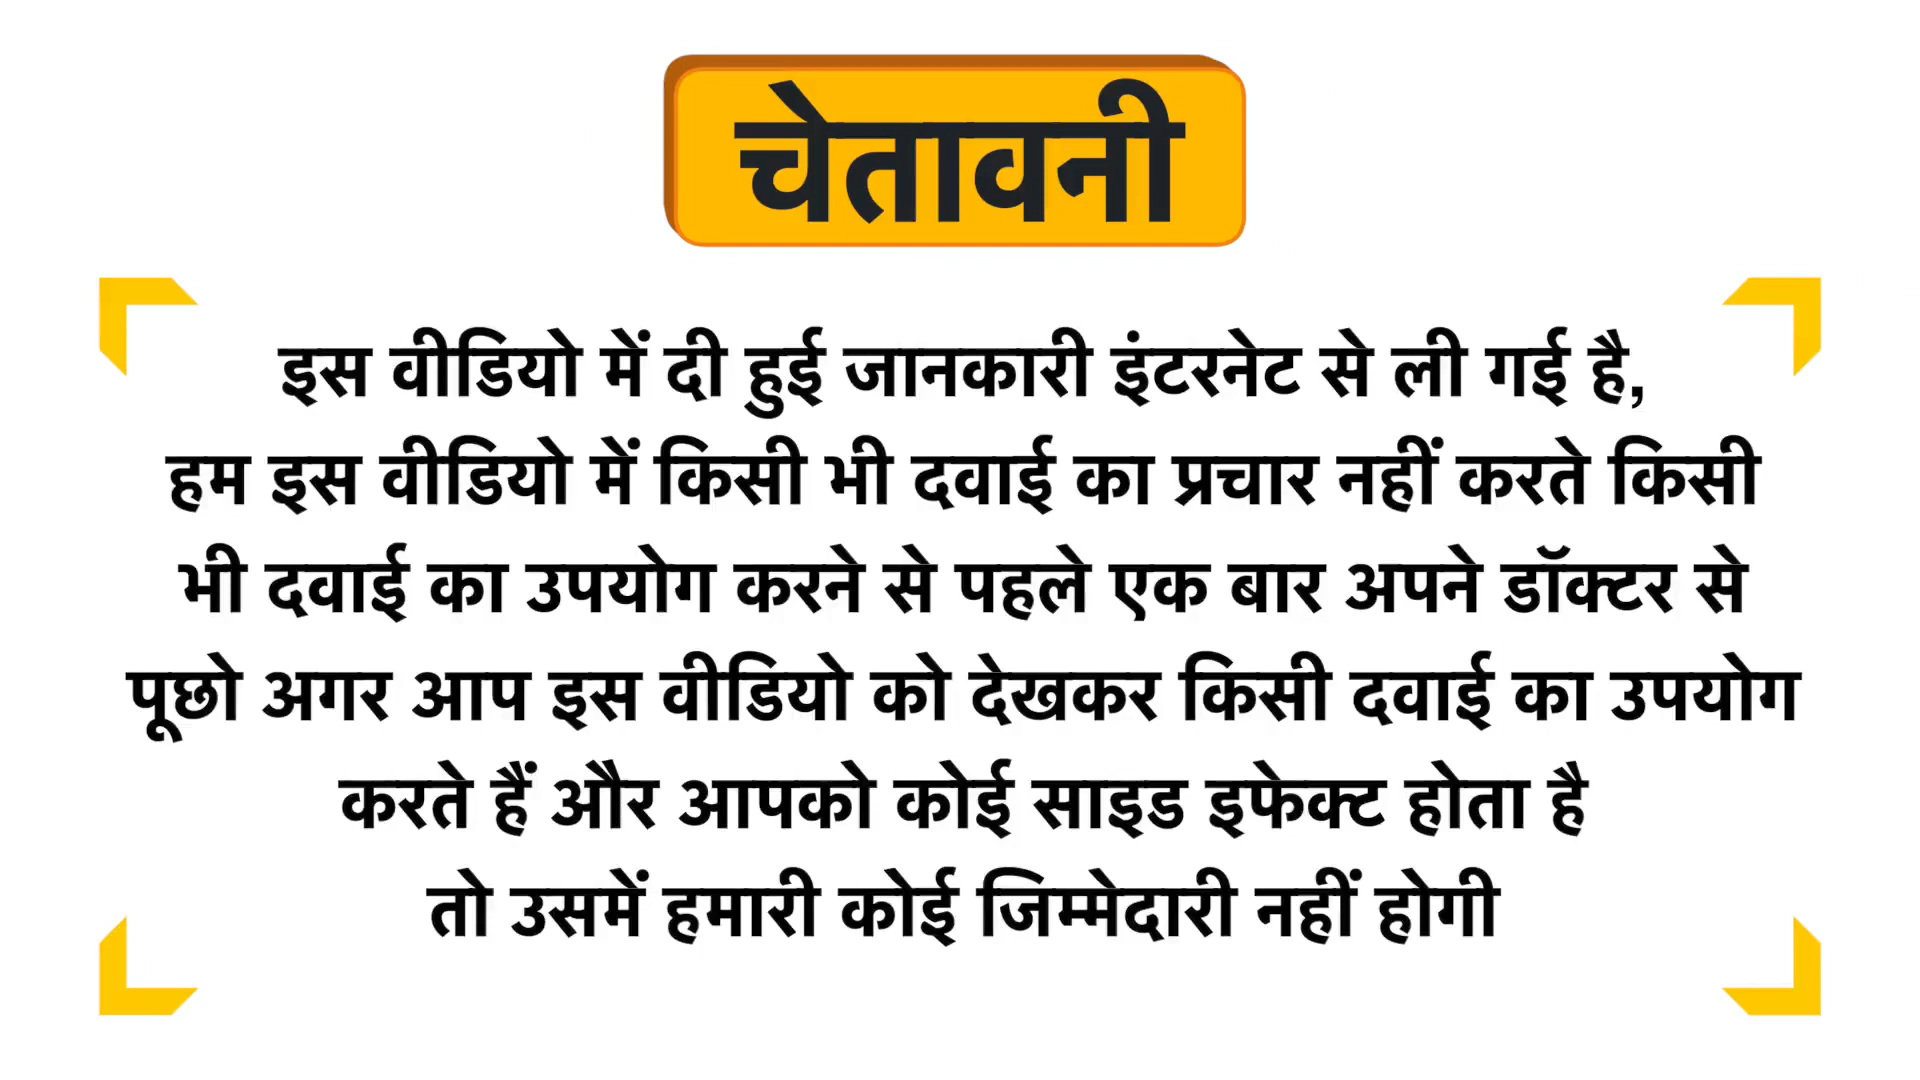 चेतावनी
इस वीडियो में दी हुई जानकारी इंटरनेट से ली गई है,
हम इस वीडियो में किसी भी दवाई का प्रचार नहीं करते किसी
भी दवाई का उपयोग करने से पहले एक बार अपने डॉक्टर से
पूछो अगर आप इस वीडियो को देखकर किसी दवाई का उपयोग
करते हैं और आपको कोई साइड इफेक्ट होता है
तो उसमें हमारी कोई जिम्मेदारी नहीं होगी